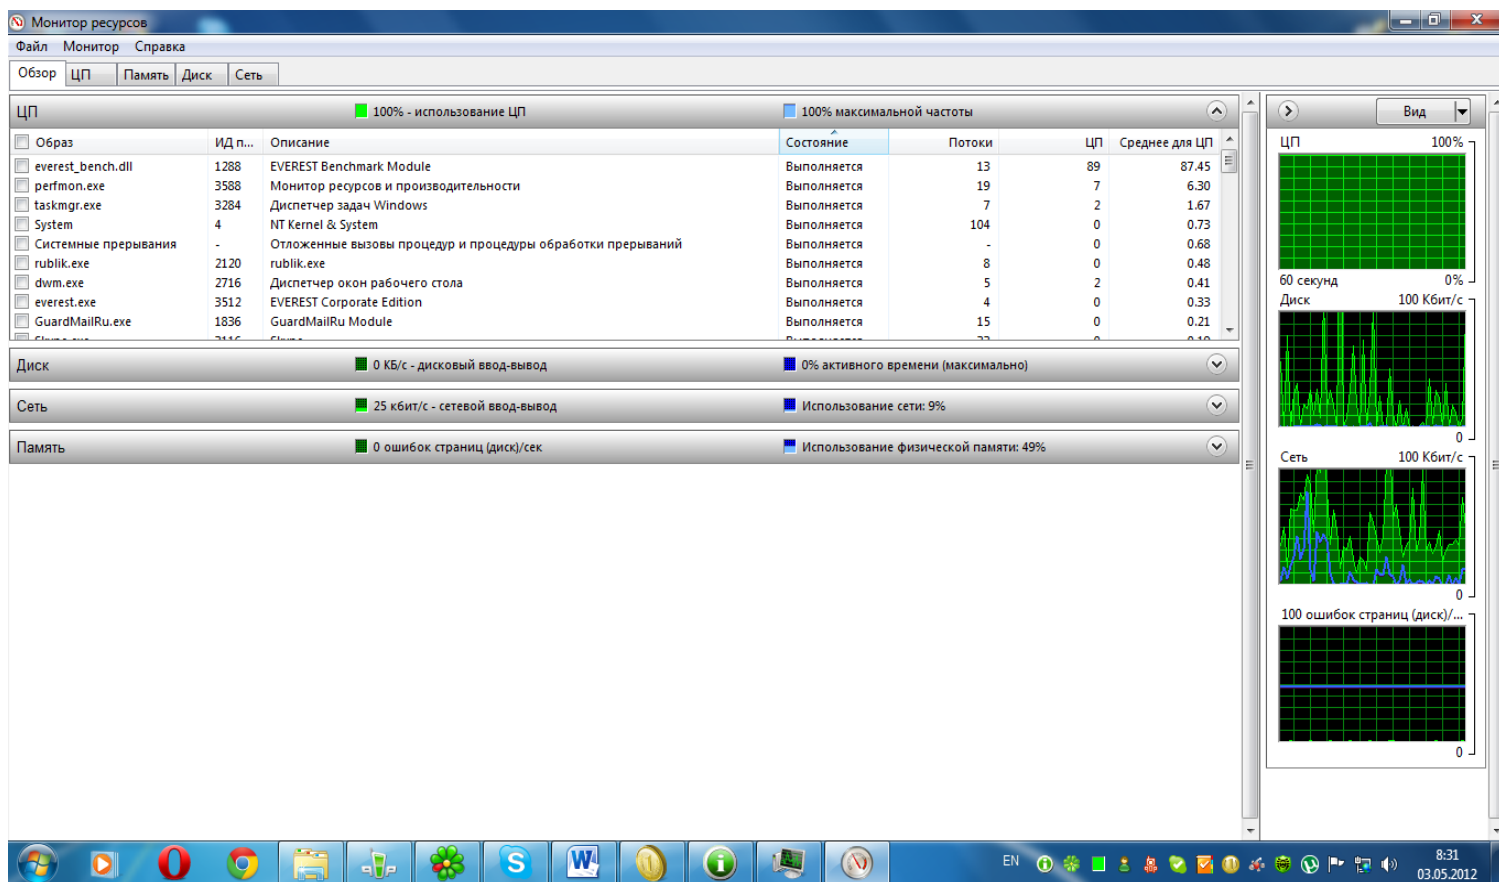 Монитор ресурсов
Файл Монитор Справка
Обзор ЦП Память Диск Сеть
ЦП 100% - использование ЦП 100% максимальной частоты
Образ ИД п... Описание Состояние Потоки ЦП Среднее для ЦП
everest_bench.dll 1288 EVEREST Benchmark Module Выполняется 13 89 87.45
perfmon.exe 3588 Монитор ресурсов и производительности Выполняется 19 7 6.30
taskmgr.exe 3284 Диспетчер задач Windows Выполняется 7 2 1.67
System 4 NT Kernel & System Выполняется 104 0 0.73
Системные прерывания - Отложенные вызовы процедур и процедуры обработки прерываний Выполняется - 0 0.68
rublik.exe 2120 rublik.exe Выполняется 8 0 0.48
dwm.exe 2716 Диспетчер окон рабочего стола Выполняется 5 2 0.41
everest.exe 3512 EVEREST Corporate Edition Выполняется 4 0 0.33
GuardMailRu.exe 1836 GuardMailRu Module Выполняется 15 0 0.21
Диск 0 КБ/с - дисковый ввод-вывод 0% активного времени (максимально)
Сеть 25 кбит/с - сетевой ввод-вывод Использование сети: 9%
Память 0 ошибок страниц (диск)/сек Использование физической памяти: 49%
Вид
ЦП 100%
60 секунд 0%
Диск 100 Кбит/с
0
Сеть 100 Кбит/с
0
100 ошибок страниц (диск)/...
0
EN 8:31
03.05.2012